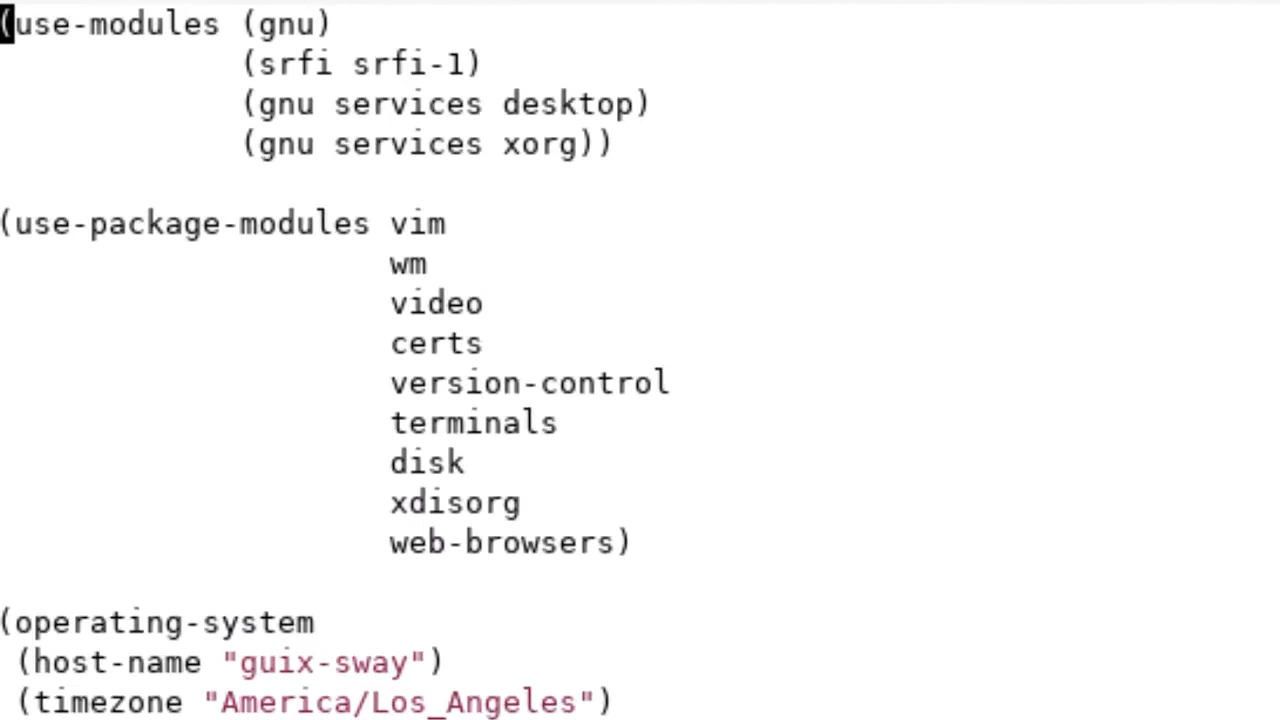 (use-modules (gnu)
             (srfi srfi-1)
             (gnu services desktop)
             (gnu services xorg))

(use-package-modules vim
                     wm
                     video
                     certs
                     version-control
                     terminals
                     disk
                     xdisorg
                     web-browsers)

(operating-system
 (host-name "guix-sway")
 (timezone "America/Los_Angeles")